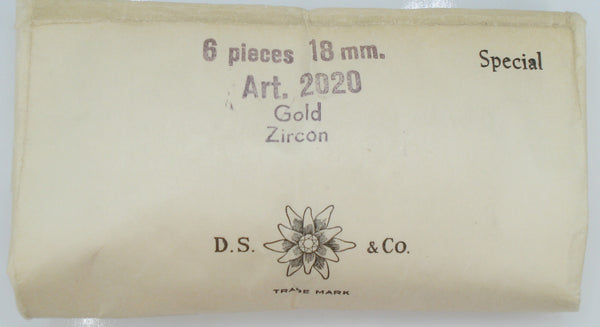 6 pieces 18 mm.
Special
Art. 2020
Gold
Zircon
D.S. & Co.
TRADE MARK